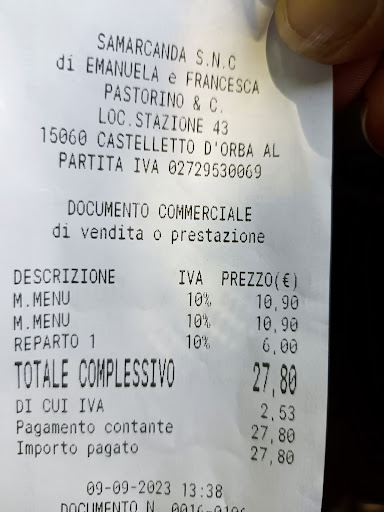 SAMARCANDA S.N.C
di EMANUELA e FRANCESCA
PASTORINO & C.
LOC.STAZIONE 43
15060 CASTELLETTO D'ORBA AL
PARTITA IVA 02729530069
DOCUMENTO COMMERCIALE
di vendita o prestazione
DESCRIZIONE IVA PREZZO(€)
M.MENU 10% 10,90
M.MENU 10% 10,90
REPARTO 1 10% 6,00
TOTALE COMPLESSIVO 27,80
DI CUI IVA 2,53
Pagamento contante 27,80
Importo pagato 27,80
09-09-2023 13:38
DOCUMENTO N.